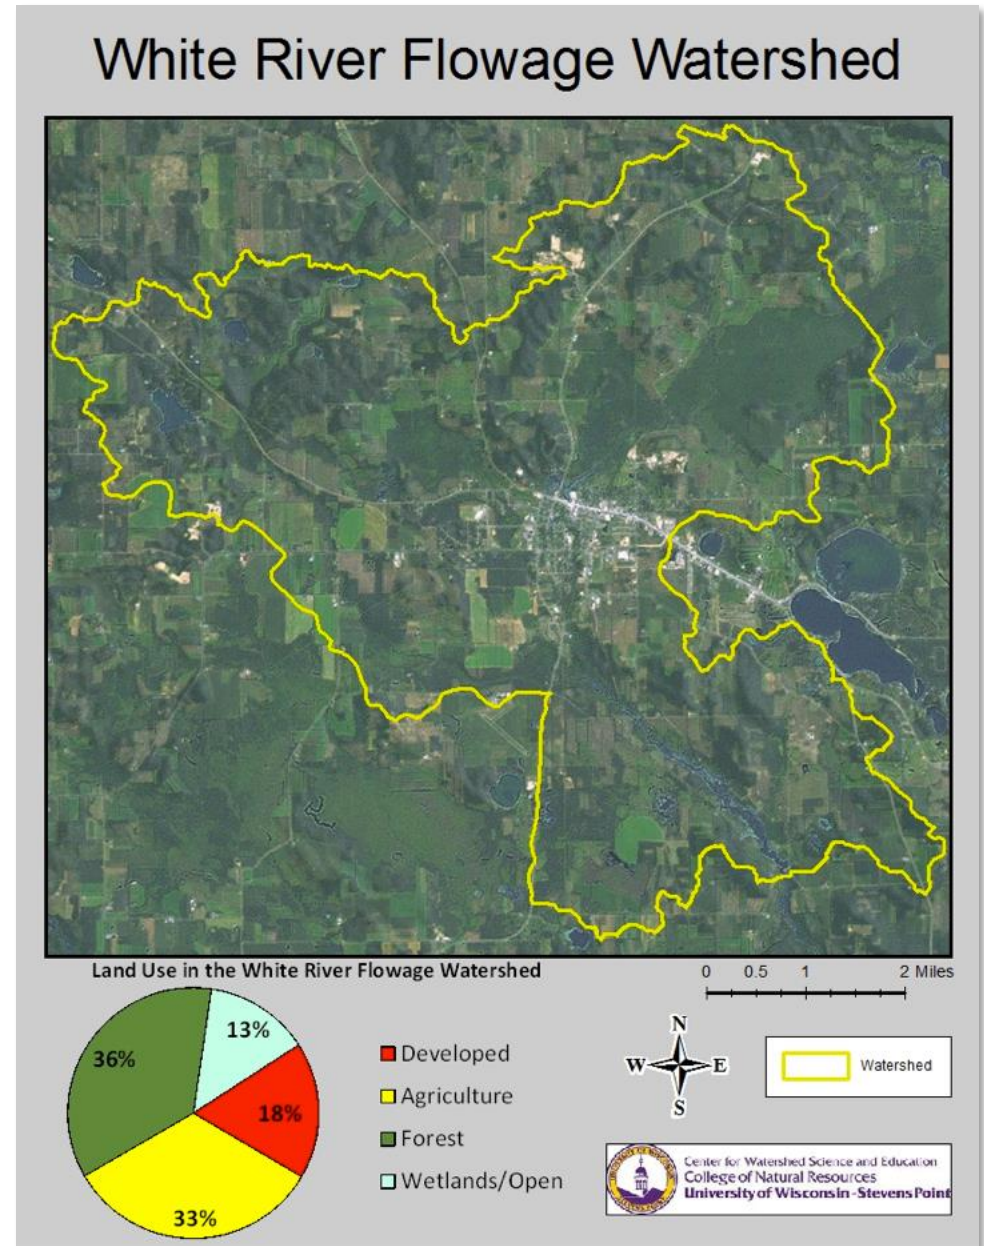 White River Flowage Watershed
Land Use in the White River Flowage Watershed
0 0.5 1 2 Miles
13%
36%
18%
33%
Developed
Agriculture
Forest
Wetlands/Open
N
W E
S
Watershed
Center for Watershed Science and Education
College of Natural Resources
University of Wisconsin-Stevens Point